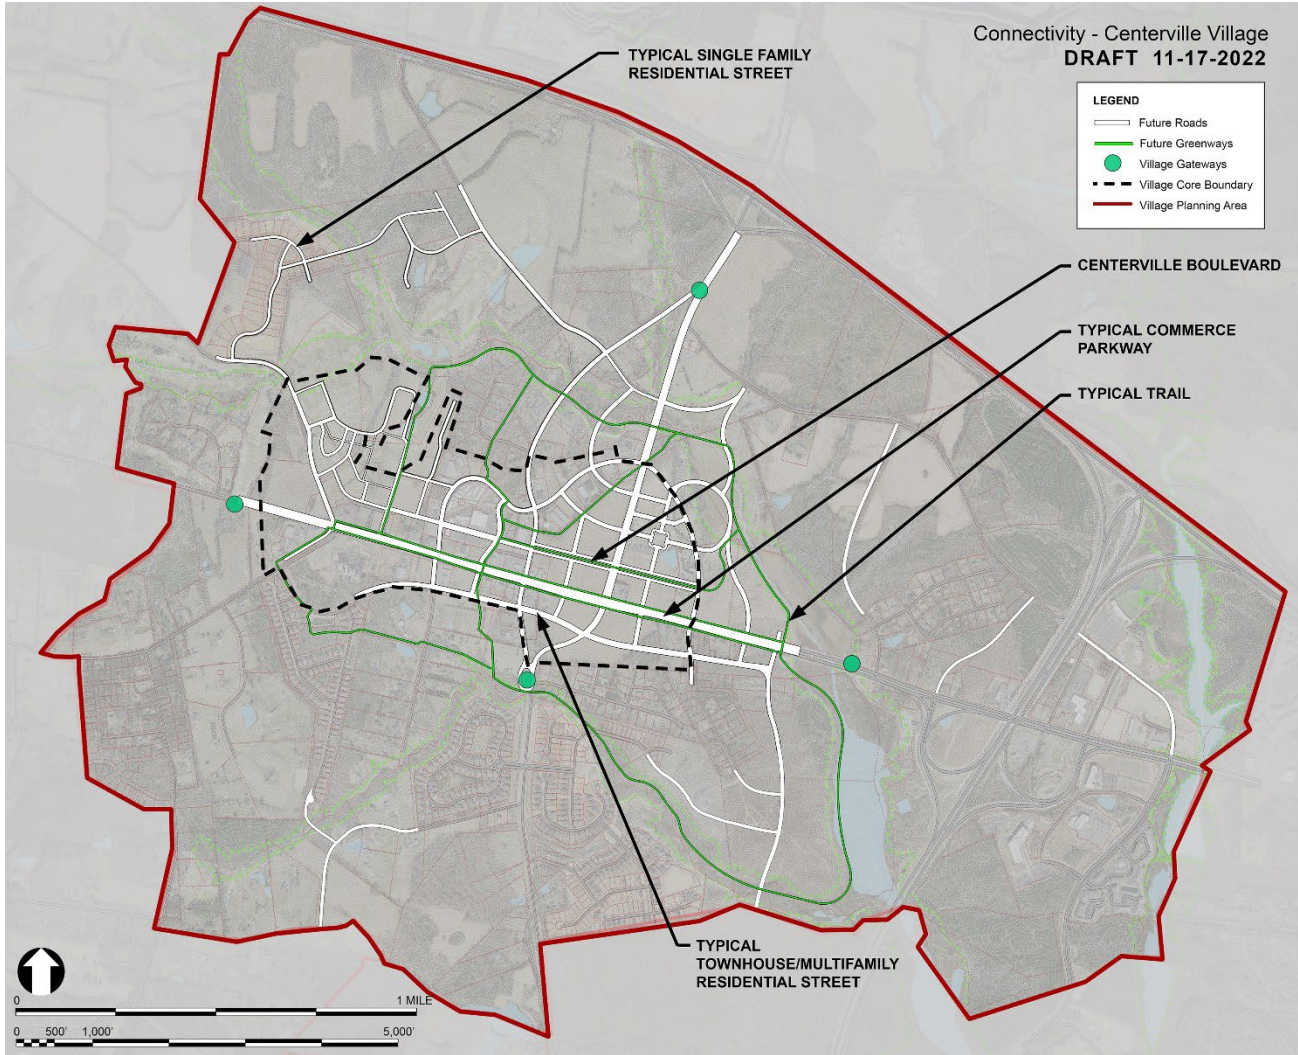 Connectivity - Centerville Village
DRAFT 11-17-2022
LEGEND
Future Roads
Future Greenways
Village Gateways
Village Core Boundary
Village Planning Area
TYPICAL SINGLE FAMILY
RESIDENTIAL STREET
CENTERVILLE BOULEVARD
TYPICAL COMMERCE
PARKWAY
TYPICAL TRAIL
TYPICAL
TOWNHOUSE/MULTIFAMILY
RESIDENTIAL STREET
0 1 MILE
0 500' 1,000' 5,000'